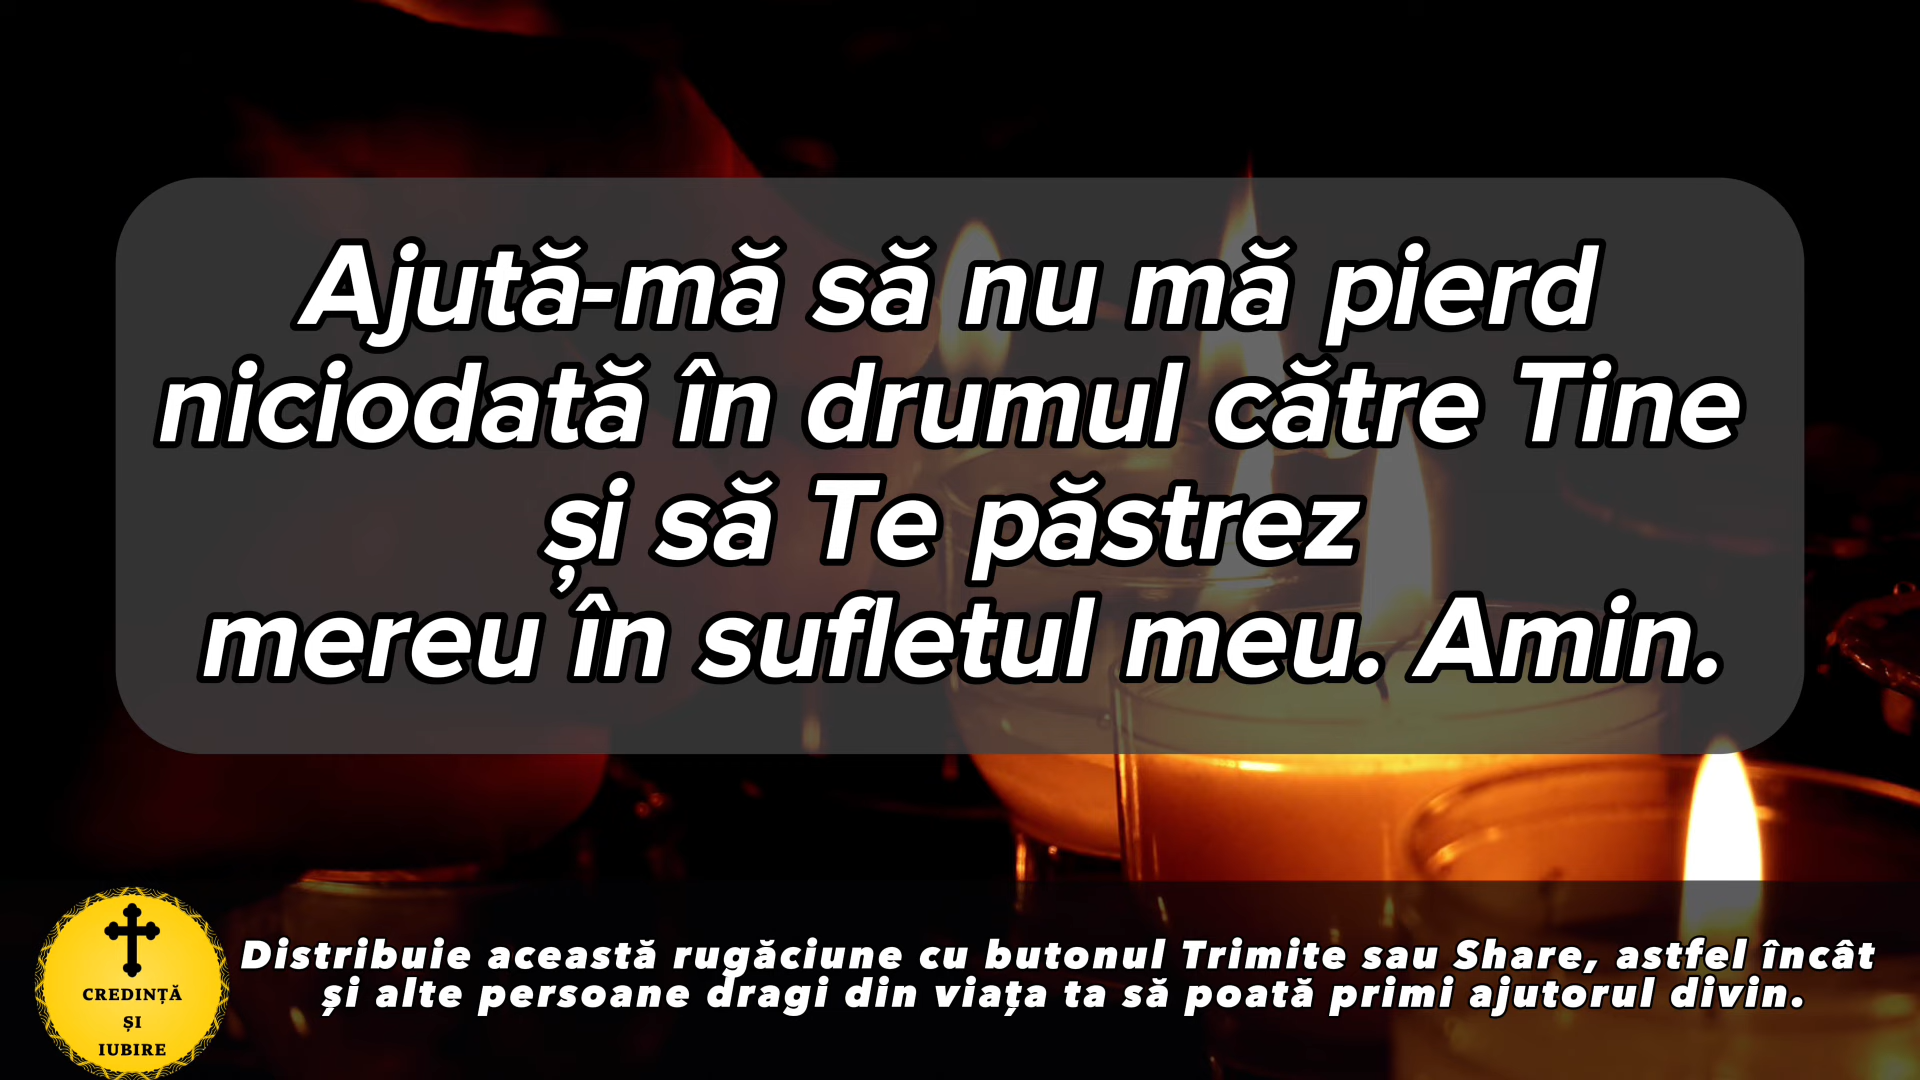 Ajută-mă să nu mă pierd
niciodată în drumul către Tine
și să Te păstrez
mereu în sufletul meu. Amin.
Distribuie această rugăciune cu butonul Trimite sau Share, astfel încât
și alte persoane dragi din viața ta să poată primi ajutorul divin.
CREDINȚĂ
ȘI
IUBIRE